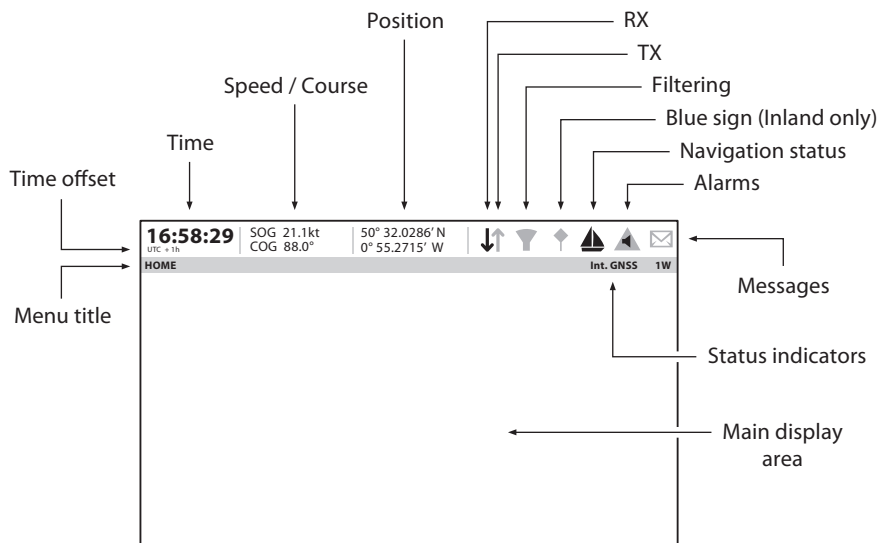 Position
RX
TX
Speed / Course
Filtering
Blue sign (Inland only)
Time
Navigation status
Time offset
Alarms
16:58:29
UTC + 1h
SOG 21.1kt
COG 88.0°
50° 32.0286' N
0° 55.2715' W
HOME
Int. GNSS 1W
Messages
Menu title
Status indicators
Main display
area